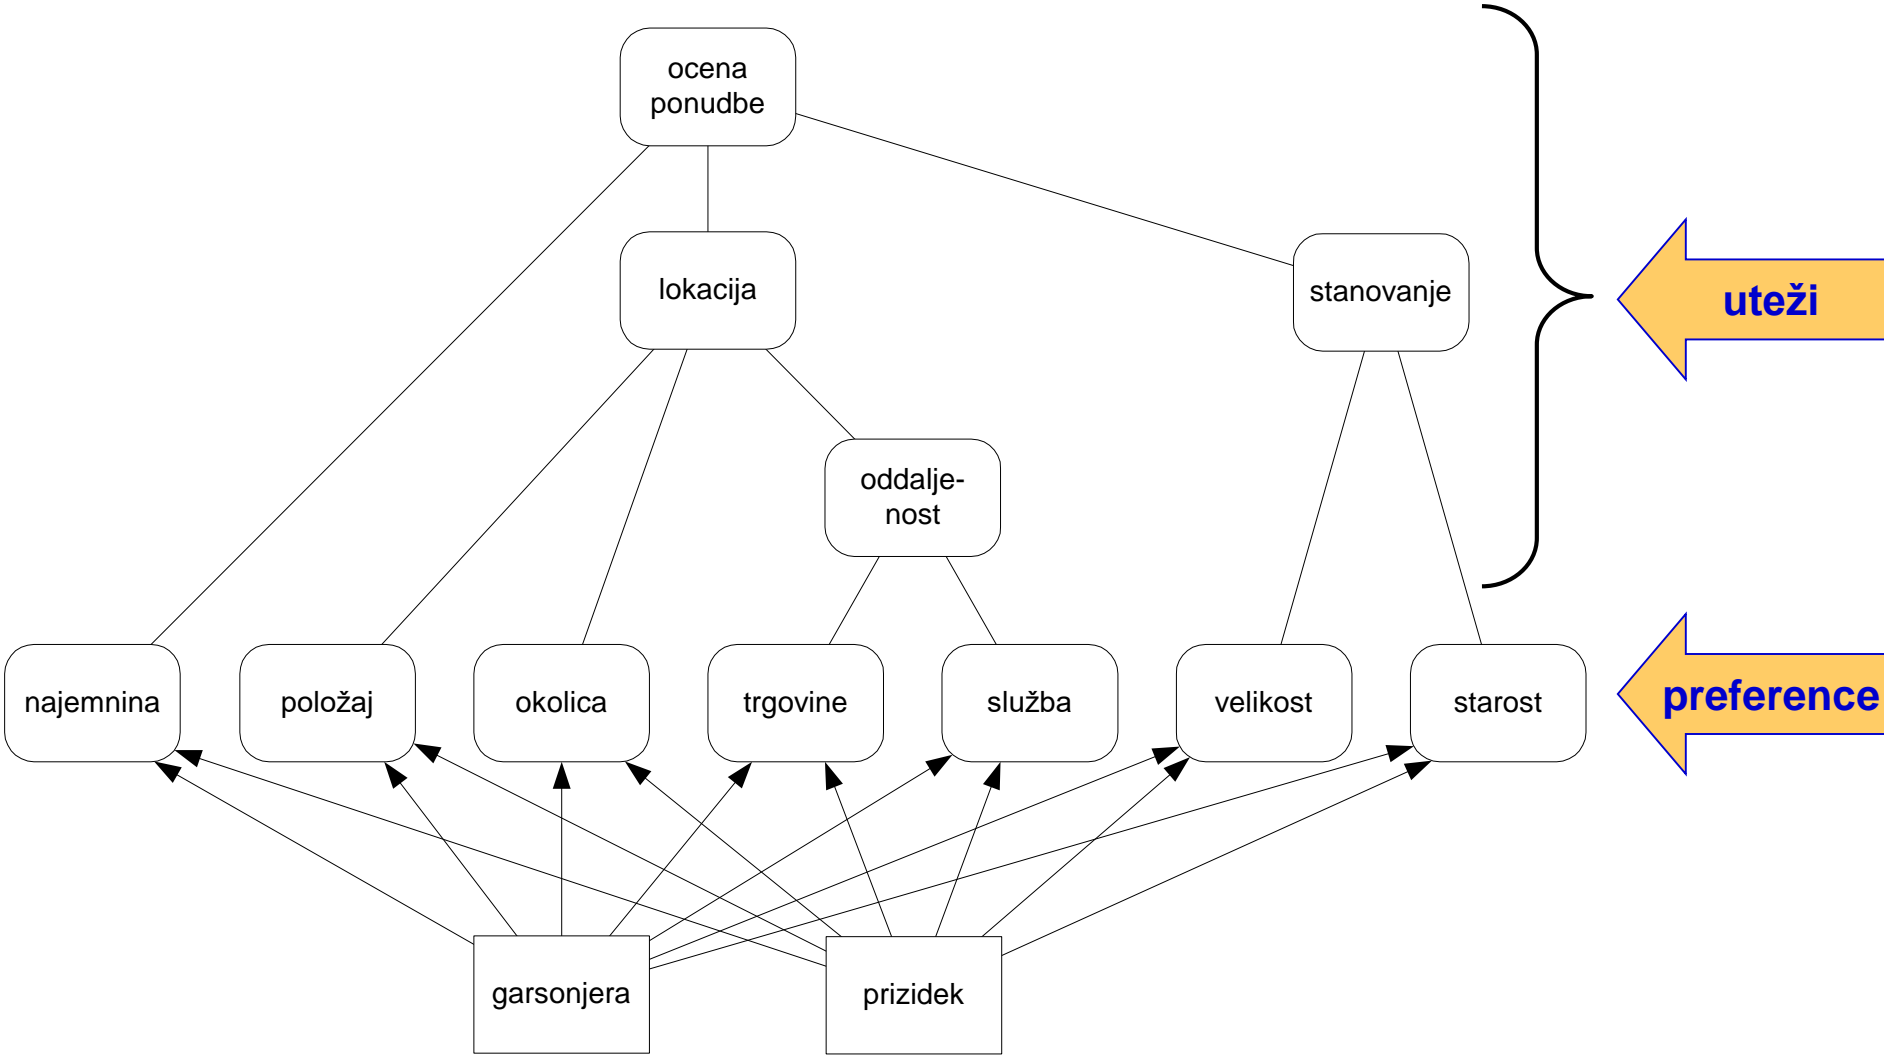 ocena
ponudbe
lokacija
stanovanje
uteži
oddalje-
nost
najemnina
položaj
okolica
trgovine
služba
velikost
starost
preference
garsonjera
prizidek